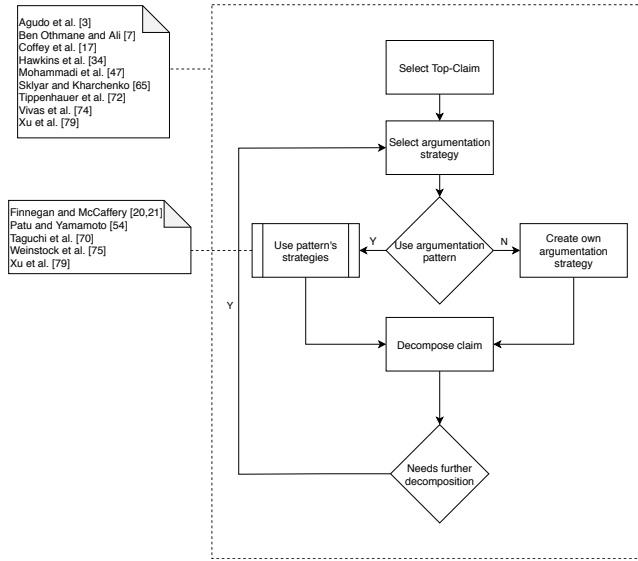 Agudo et al. [3]
Ben Othmane and Ali [7]
Coffey et al. [17]
Hawkins et al. [34]
Mohammadi et al. [47]
Sklyar and Kharchenko [65]
Tippenhauer et al. [72]
Vivas et al. [74]
Xu et al. [79]
Select Top-Claim
Select argumentation
strategy
Finnegan and McCaffery [20,21]
Patu and Yamamoto [54]
Taguchi et al. [70]
Weinstock et al. [75]
Xu et al. [79]
Use pattern's
strategies
Y
Use argumentation
pattern
N
Create own
argumentation
strategy
Y
Decompose claim
Needs further
decomposition